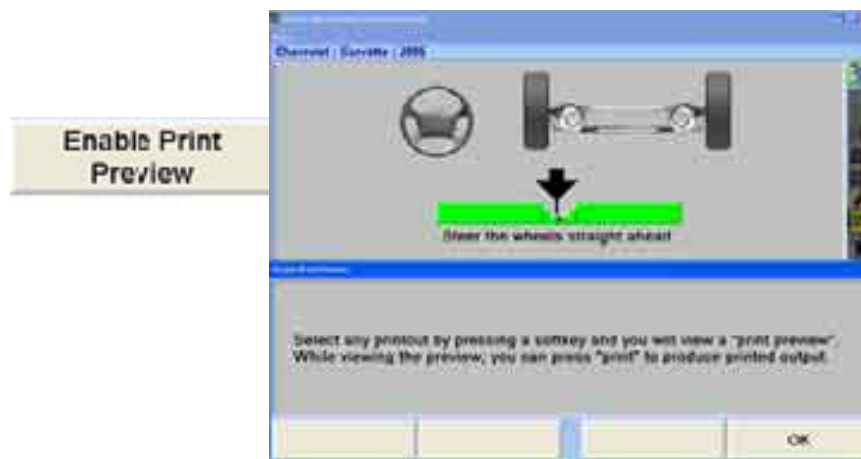 Enable Print
Preview
Chevrolet : Corvette : 2005
Steer the wheels straight ahead
Select any printout by pressing a softkey and you will view a "print preview".
While viewing the preview, you can press "print" to produce printed output.
OK